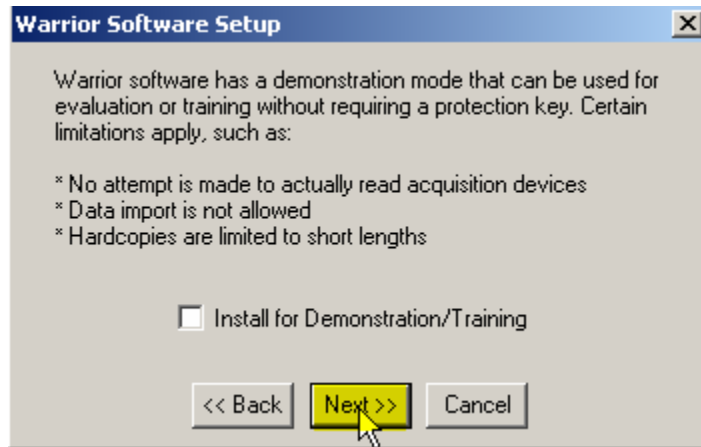 Warrior Software Setup
Warrior software has a demonstration mode that can be used for
evaluation or training without requiring a protection key. Certain
limitations apply, such as:
* No attempt is made to actually read acquisition devices
* Data import is not allowed
* Hardcopies are limited to short lengths
Install for Demonstration/Training
<< Back Next >> Cancel